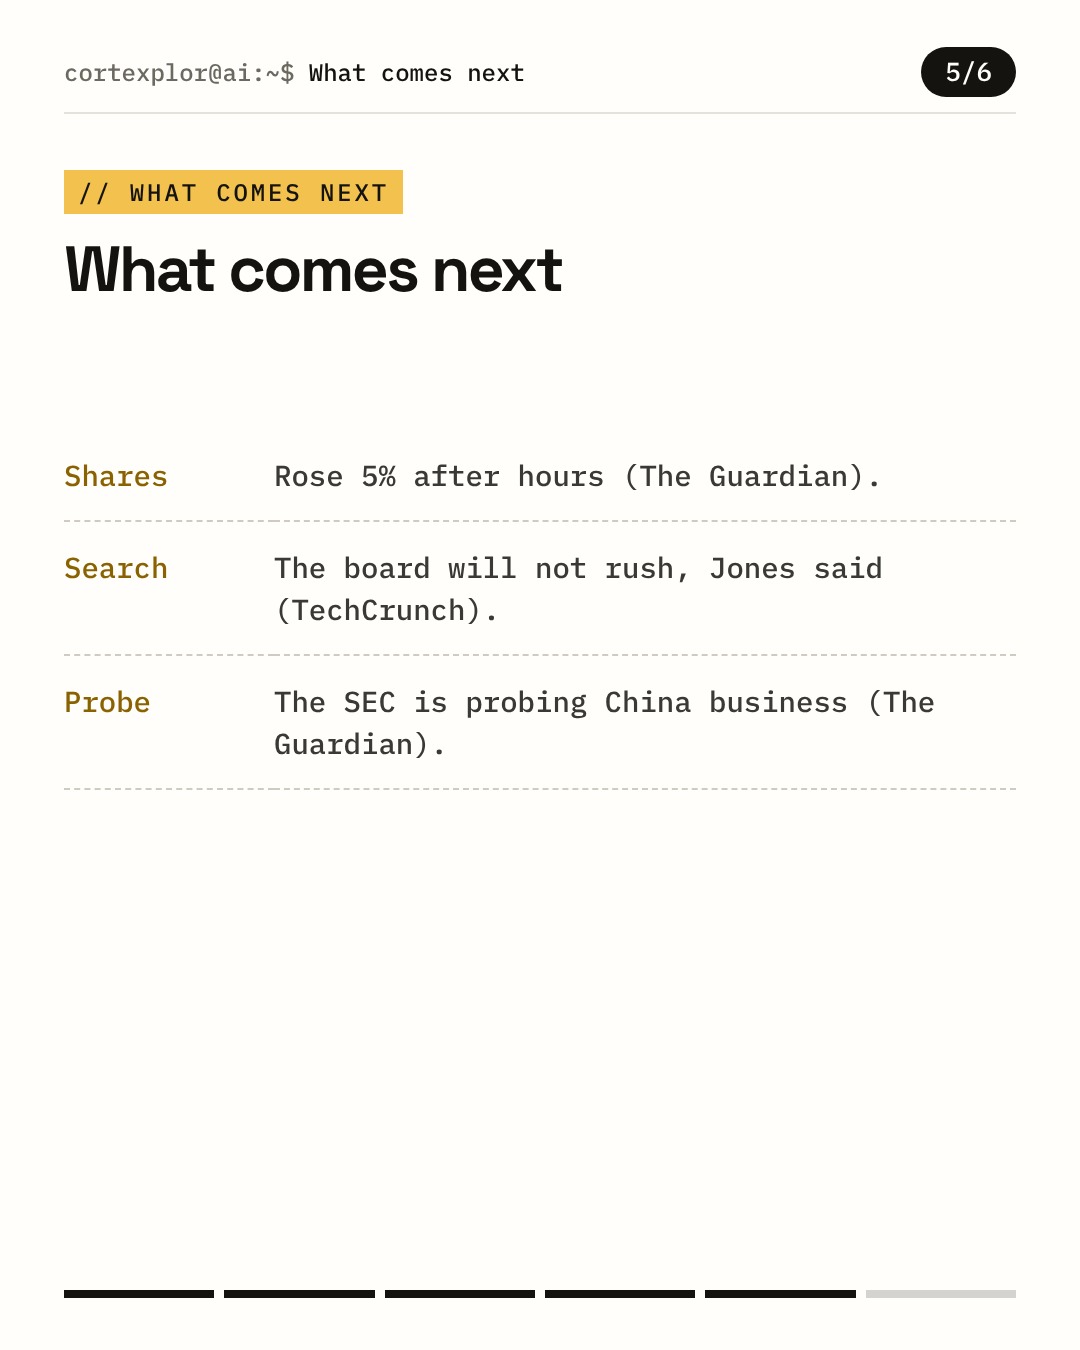 cortexplor@ai:~$ What comes next
5/6
// WHAT COMES NEXT
What comes next
Shares
Rose 5% after hours (The Guardian).
Search
The board will not rush, Jones said
(TechCrunch).
Probe
The SEC is probing China business (The
Guardian).